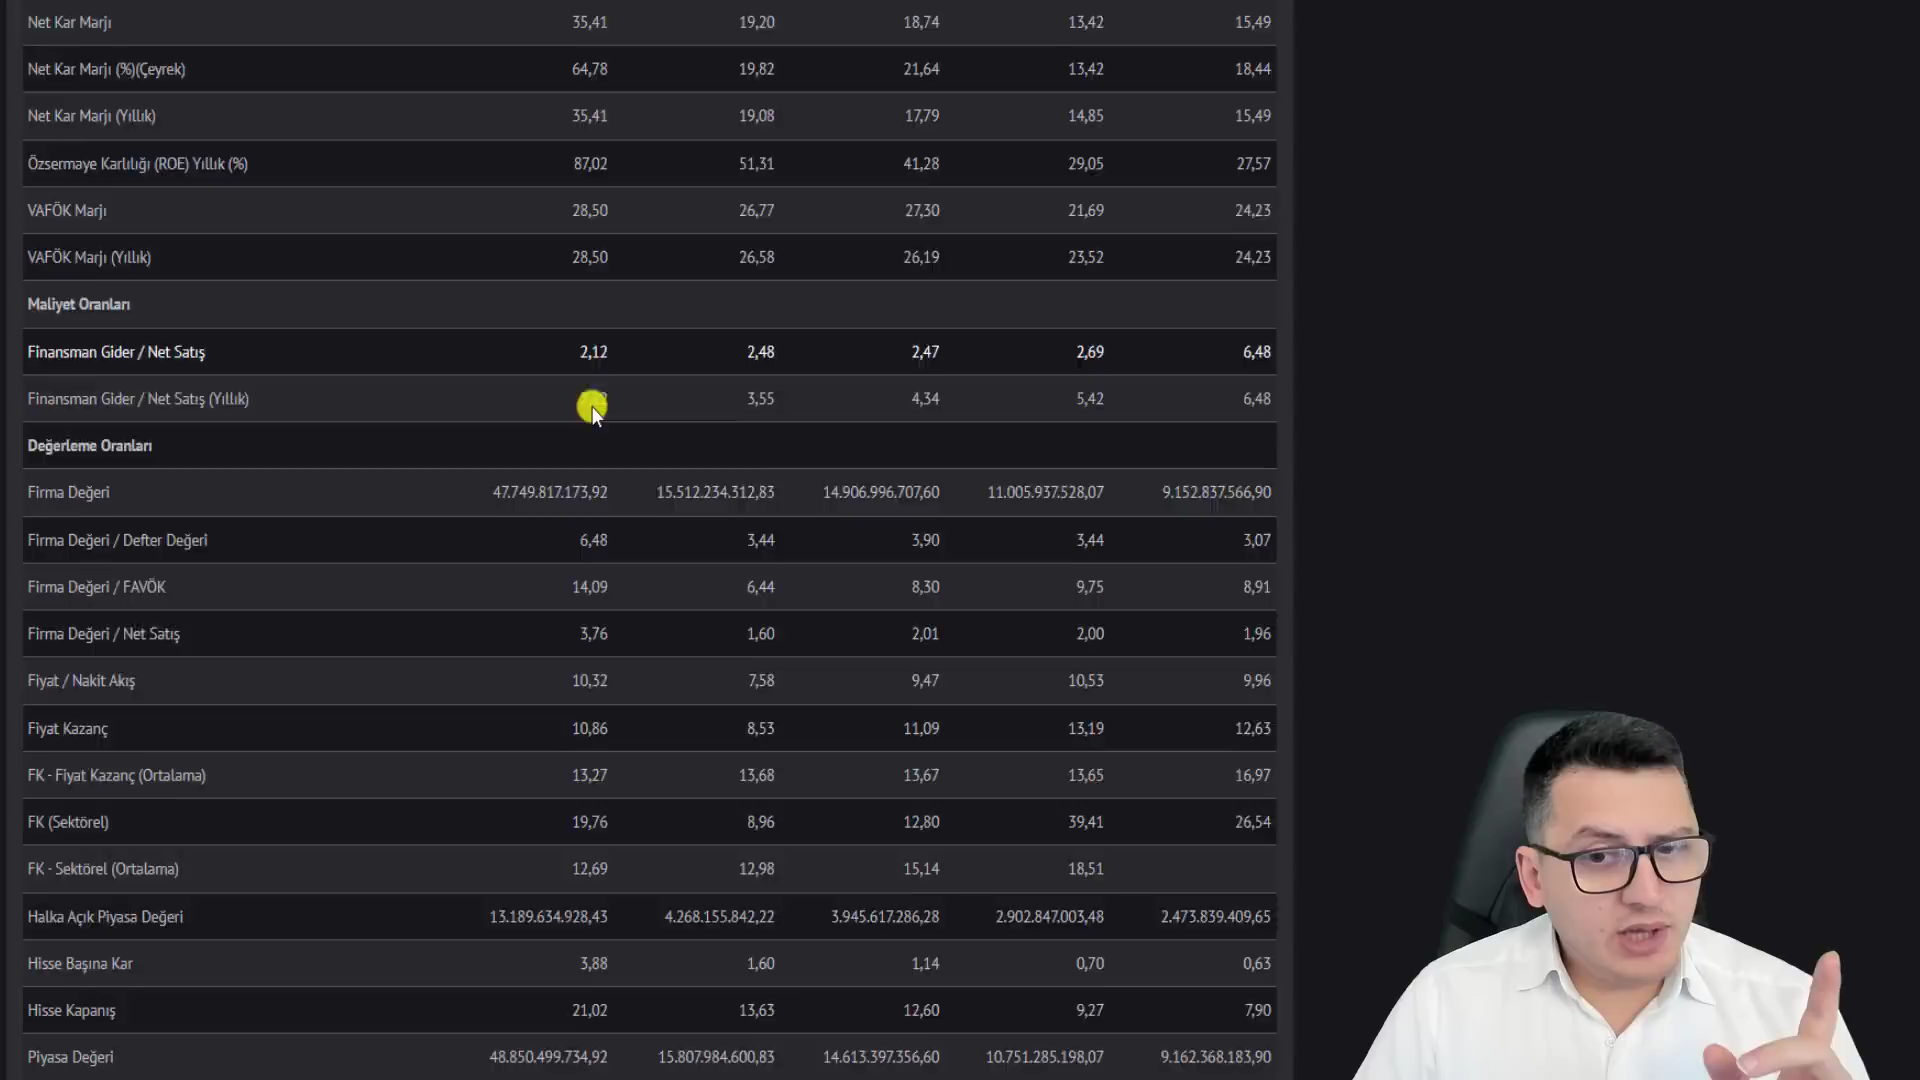 Net Kar Marjı 35,41 19,20 18,74 13,42 15,49
Net Kar Marjı (%)(Çeyrek) 64,78 19,82 21,64 13,42 18,44
Net Kar Marjı (Yıllık) 35,41 19,08 17,79 14,85 15,49
Özsermaye Karlılığı (ROE) Yıllık (%) 87,02 51,31 41,28 29,05 27,57
VAFÖK Marjı 28,50 26,77 27,30 21,69 24,23
VAFÖK Marjı (Yıllık) 28,50 26,58 26,19 23,52 24,23
Maliyet Oranları
Finansman Gider / Net Satış 2,12 2,48 2,47 2,69 6,48
Finansman Gider / Net Satış (Yıllık) 3,55 4,34 5,42 6,48
Değerleme Oranları
Firma Değeri 47.749.817.173,92 15.512.234.312,83 14.906.996.707,60 11.005.937.528,07 9.152.837.566,90
Firma Değeri / Defter Değeri 6,48 3,44 3,90 3,44 3,07
Firma Değeri / FAVÖK 14,09 6,44 8,30 9,75 8,91
Firma Değeri / Net Satış 3,76 1,60 2,01 2,00 1,96
Fiyat / Nakit Akış 10,32 7,58 9,47 10,53 9,96
Fiyat Kazanç 10,86 8,53 11,09 13,19 12,63
FK - Fiyat Kazanç (Ortalama) 13,27 13,68 13,67 13,65 16,97
FK (Sektörel) 19,76 8,96 12,80 39,41 26,54
FK - Sektörel (Ortalama) 12,69 12,98 15,14 18,51
Halka Açık Piyasa Değeri 13.189.634.928,43 4.268.155.842,22 3.945.617.286,28 2.902.847.003,48 2.473.839.409,65
Hisse Başına Kar 3,88 1,60 1,14 0,70 0,63
Hisse Kapanış 21,02 13,63 12,60 9,27 7,90
Piyasa Değeri 48.850.499.734,92 15.807.984.600,83 14.613.397.356,60 10.751.285.198,07 9.162.368.183,90